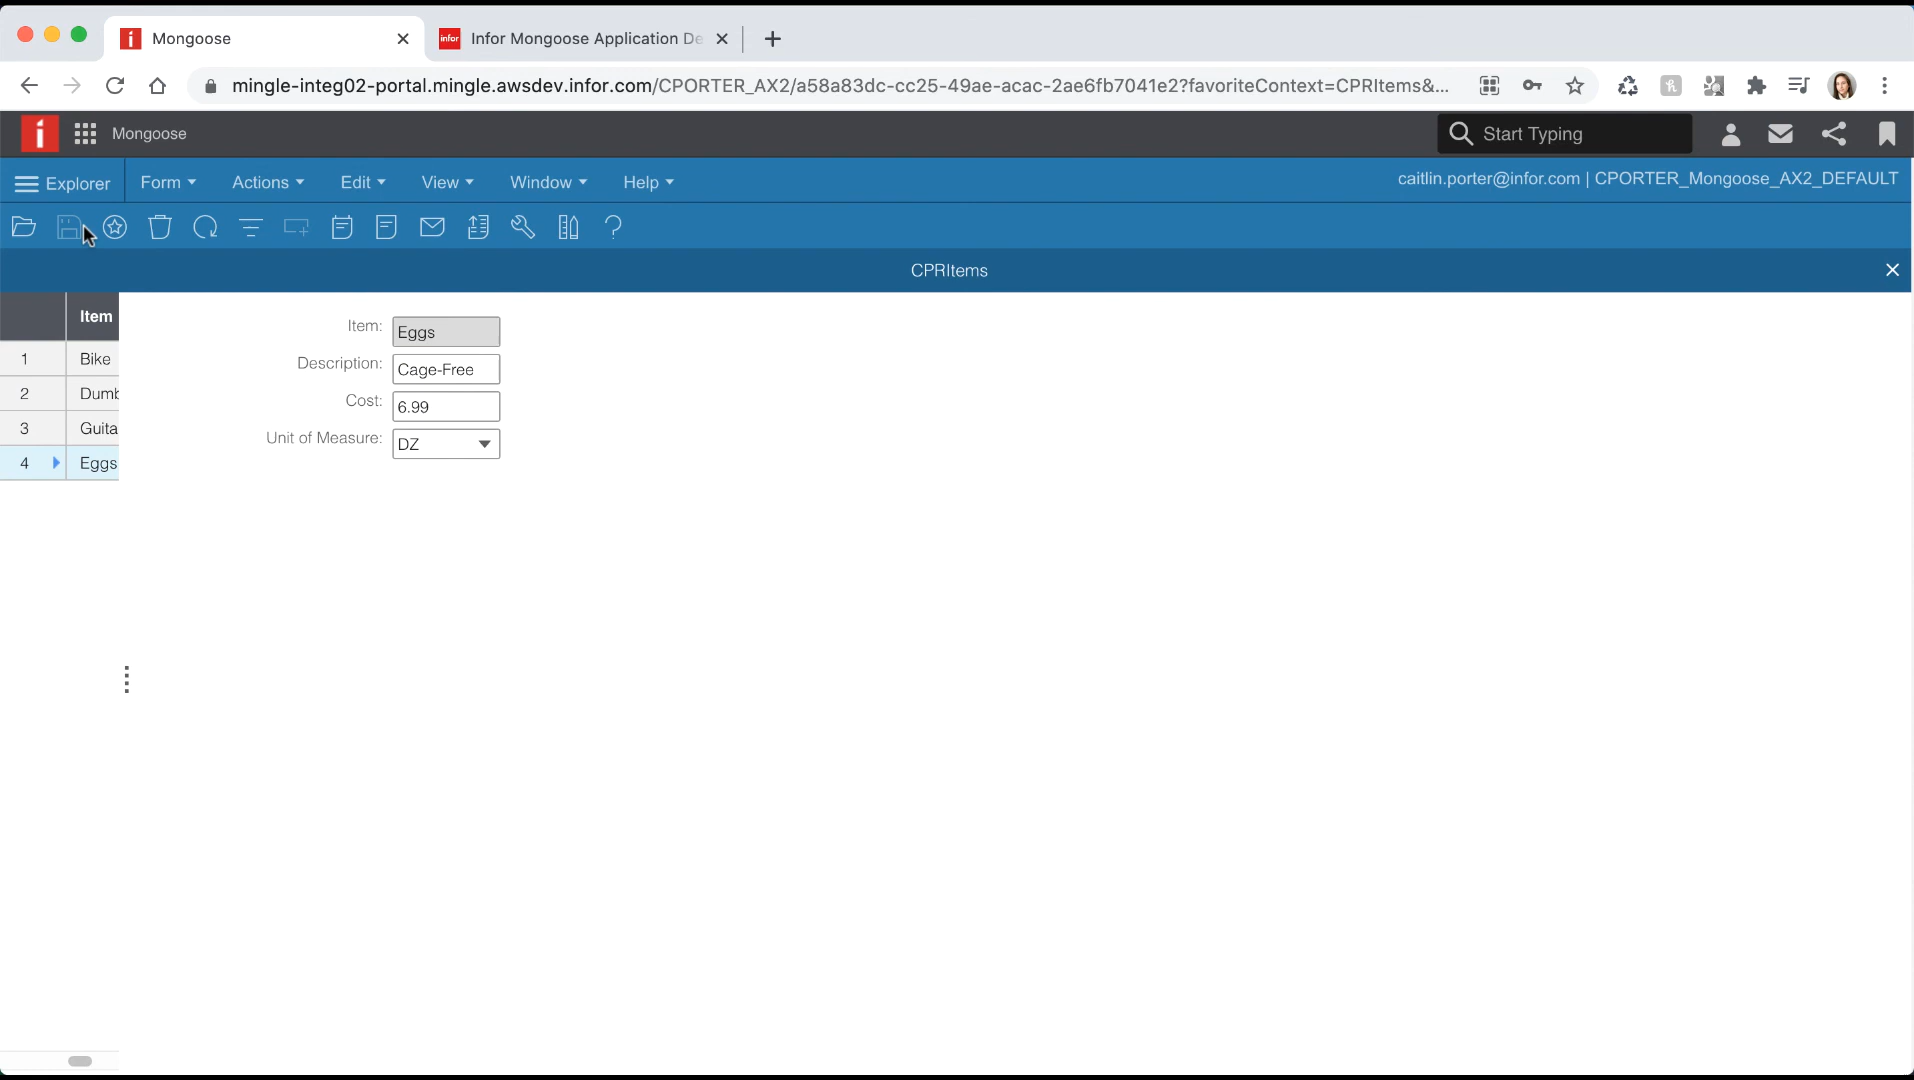 Mongoose
infor
Infor Mongoose Application De
mingle-integ02-portal.mingle.awsdev.infor.com/CPORTER_AX2/a58a83dc-cc25-49ae-acac-2ae6fb7041e2?favoriteContext=CPRItems&...
Mongoose
Start Typing
Explorer
Form
Actions
Edit
View
Window
Help
caitlin.porter@infor.com | CPORTER_Mongoose_AX2_DEFAULT
CPRItems
Item
1 Bike
2 Dumb
3 Guita
4 Eggs
Item: Eggs
Description: Cage-Free
Cost: 6.99
Unit of Measure: DZ